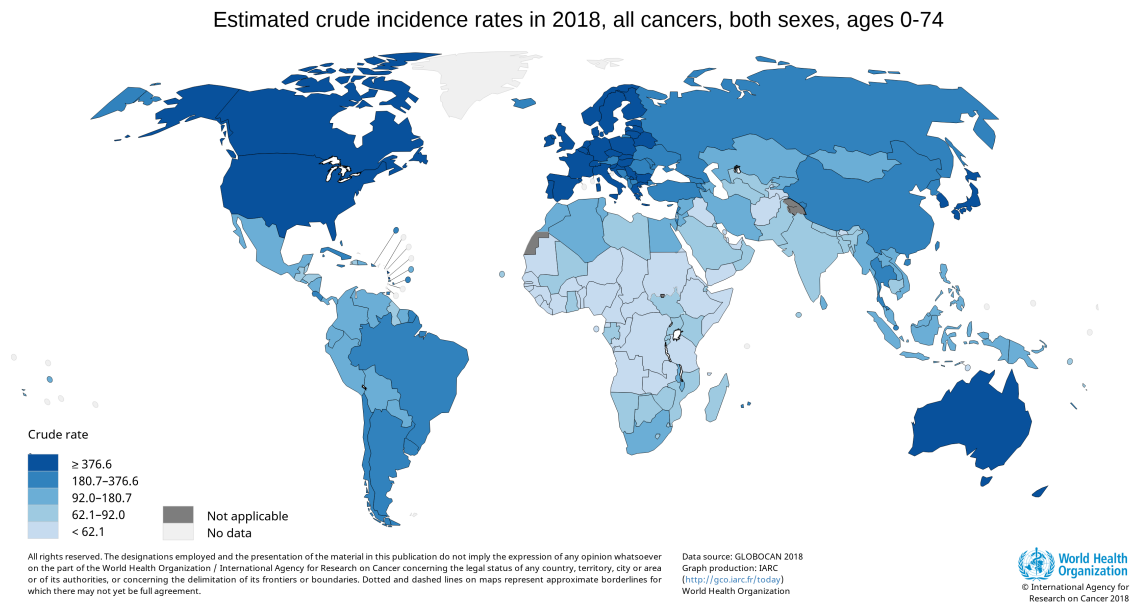 Estimated crude incidence rates in 2018, all cancers, both sexes, ages 0-74
Crude rate
≥ 376.6
180.7–376.6
92.0–180.7
62.1–92.0
< 62.1
Not applicable
No data
All rights reserved. The designations employed and the presentation of the material in this publication do not imply the expression of any opinion whatsoever
on the part of the World Health Organization / International Agency for Research on Cancer concerning the legal status of any country, territory, city or area
or of its authorities, or concerning the delimitation of its frontiers or boundaries. Dotted and dashed lines on maps represent approximate borderlines for
which there may not yet be full agreement.
Data source: GLOBOCAN 2018
Graph production: IARC
(http://gco.iarc.fr/today)
World Health Organization
World Health
Organization
© International Agency for
Research on Cancer 2018